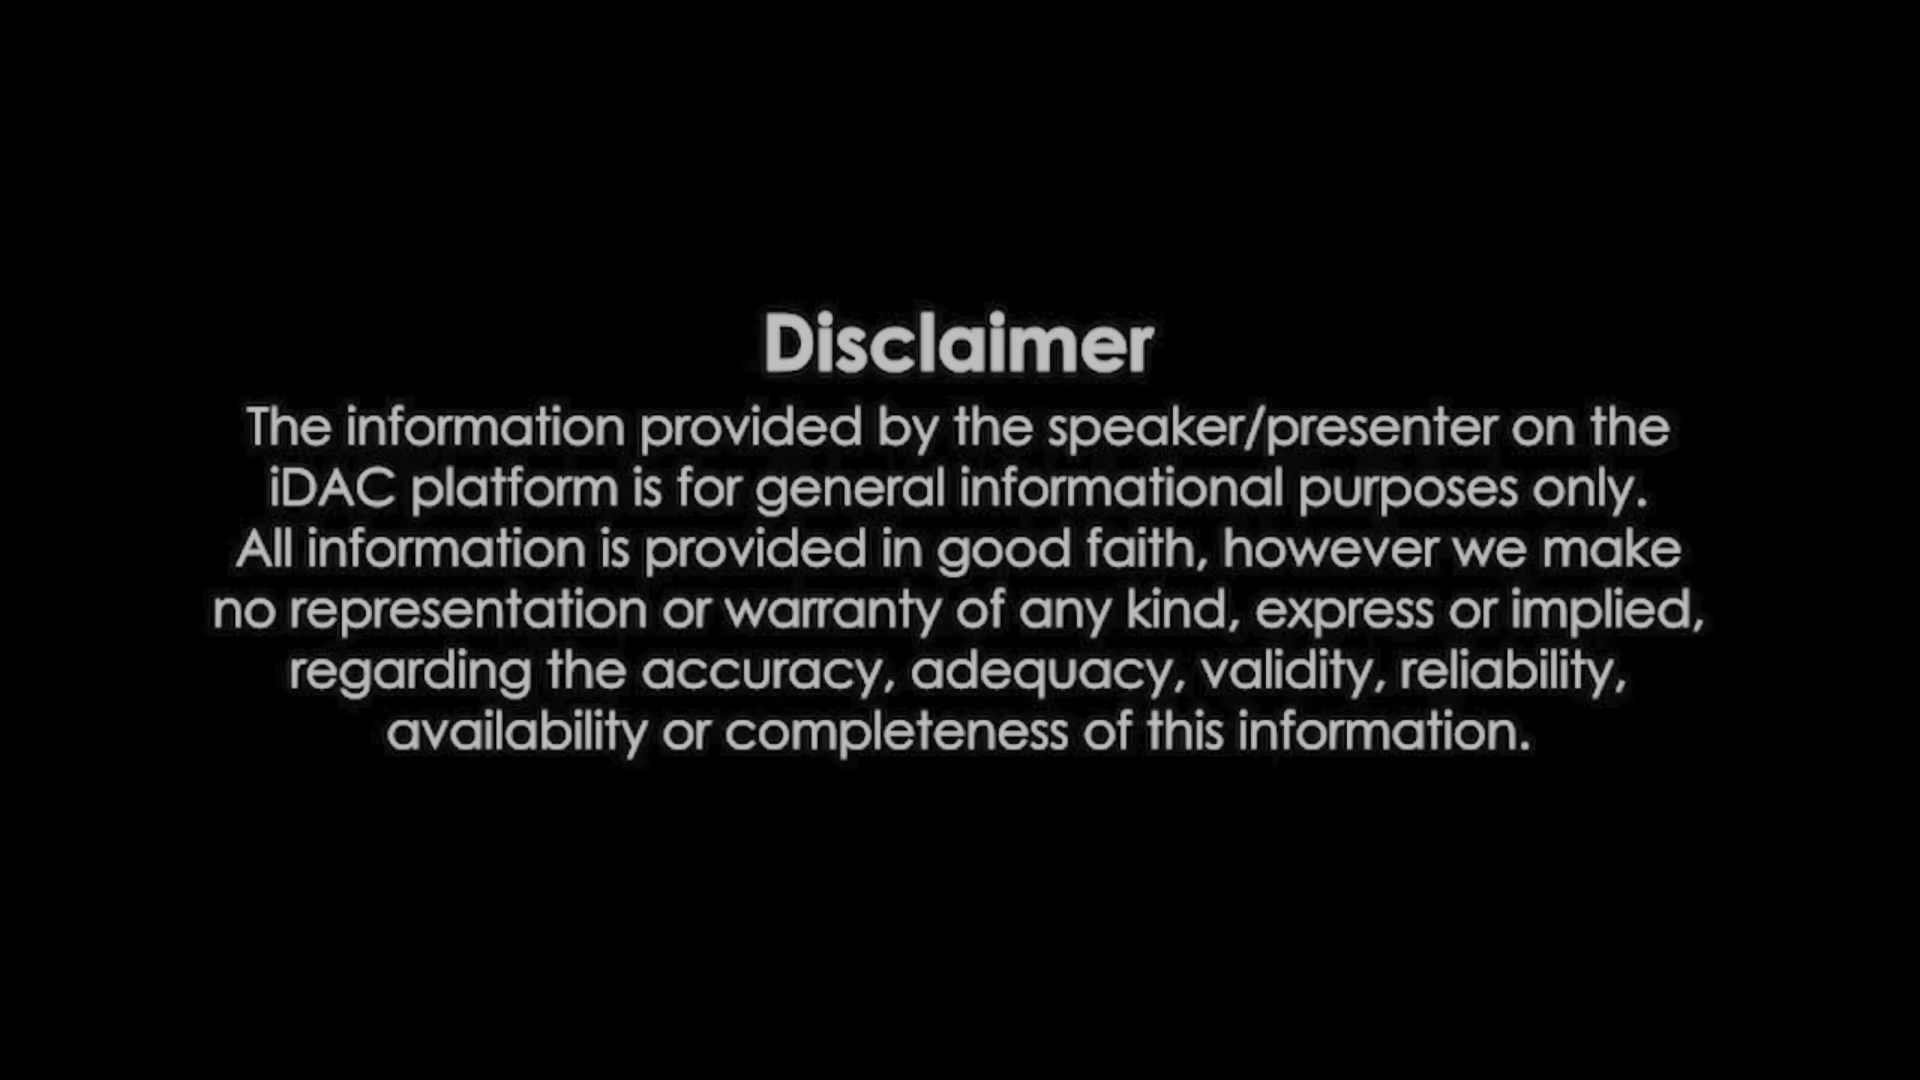 Disclaimer
The information provided by the speaker/presenter on the
iDAC platform is for general informational purposes only.
All information is provided in good faith, however we make
no representation or warranty of any kind, express or implied,
regarding the accuracy, adequacy, validity, reliability,
availability or completeness of this information.